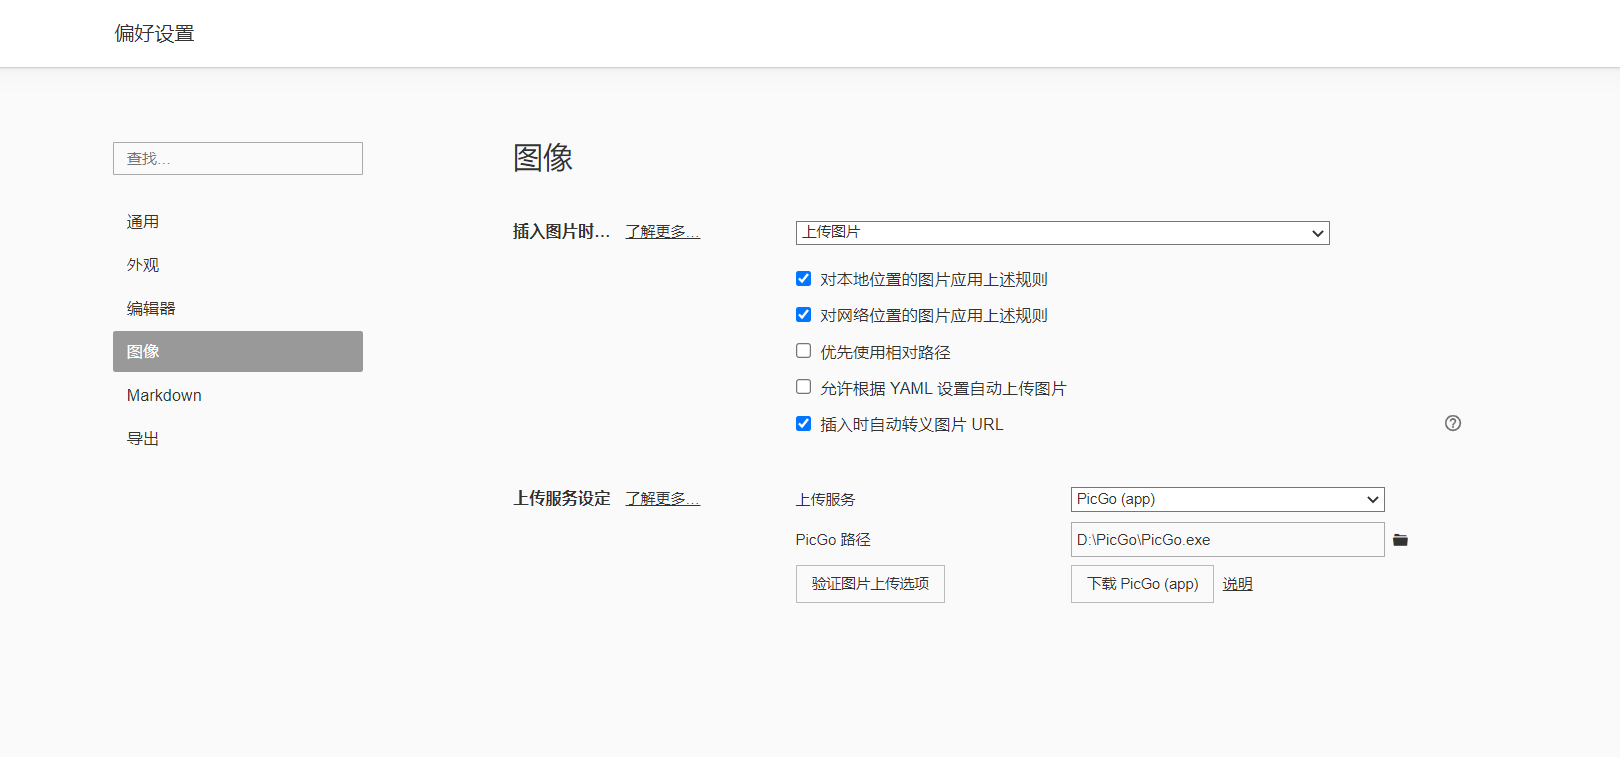 偏好设置
查找...
通用
外观
编辑器
图像
Markdown
导出
图像
插入图片时... 了解更多... 上传图片
对本地位置的图片应用上述规则
对网络位置的图片应用上述规则
优先使用相对路径
允许根据 YAML 设置自动上传图片
插入时自动转义图片 URL
上传服务设定 了解更多... 上传服务 PicGo (app)
PicGo 路径 D:\PicGo\PicGo.exe
验证图片上传选项 下载 PicGo (app) 说明